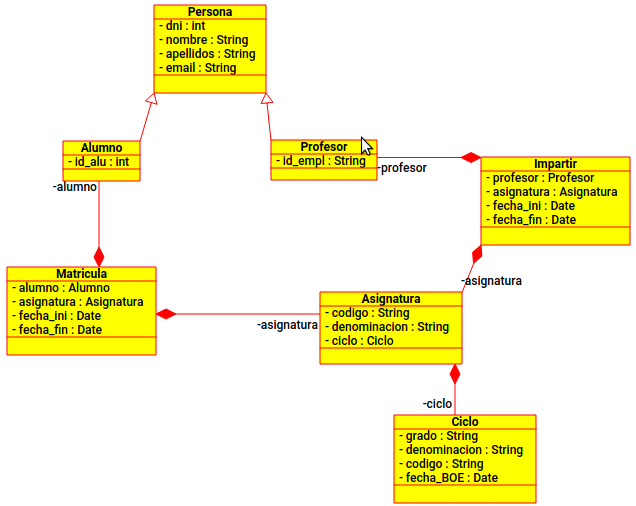 Persona
- dni : int
- nombre : String
- apellidos : String
- email : String
Alumno
- id_alu : int
-alumno
Profesor
- id_empl : String
-profesor
Impartir
- profesor : Profesor
- asignatura : Asignatura
- fecha_ini : Date
- fecha_fin : Date
-asignatura
Matricula
- alumno : Alumno
- asignatura : Asignatura
- fecha_ini : Date
- fecha_fin : Date
-asignatura
Asignatura
- codigo : String
- denominacion : String
- ciclo : Ciclo
-ciclo
Ciclo
- grado : String
- denominacion : String
- codigo : String
- fecha_BOE : Date